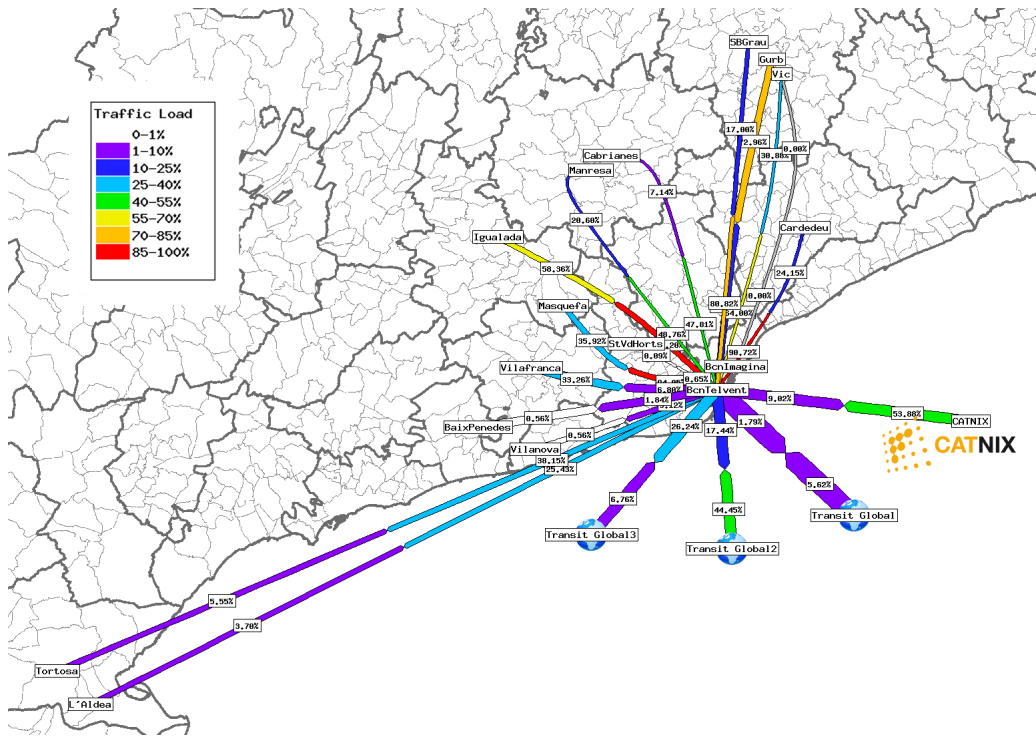 SBGrau
Gurb
Vic
Traffic Load
0-1%
1-10%
10-25%
25-40%
40-55%
55-70%
70-85%
85-100%
17.00%
2.96%
30.88%
0.00%
Cabrianes
Manresa
7.14%
20.60%
Cardedeu
Igualada
58.36%
24.15%
0.00%
80.82%
Masquefa
47.81%
48.76%
35.92%
StVdHorts
0.09%
90.72%
BcnImagina
Vilafranca
33.26%
0.65%
6.80%
BcnTelvent
1.84%
9.02%
0.56%
53.88%
CATNIX
BaixPenedes
26.24%
17.44%
1.79%
0.56%
Vilanova
CATNIX
38.15%
25.43%
6.76%
5.62%
44.45%
Transit Global
Transit Global3
Transit Global2
5.55%
3.70%
Tortosa
L'Aldea